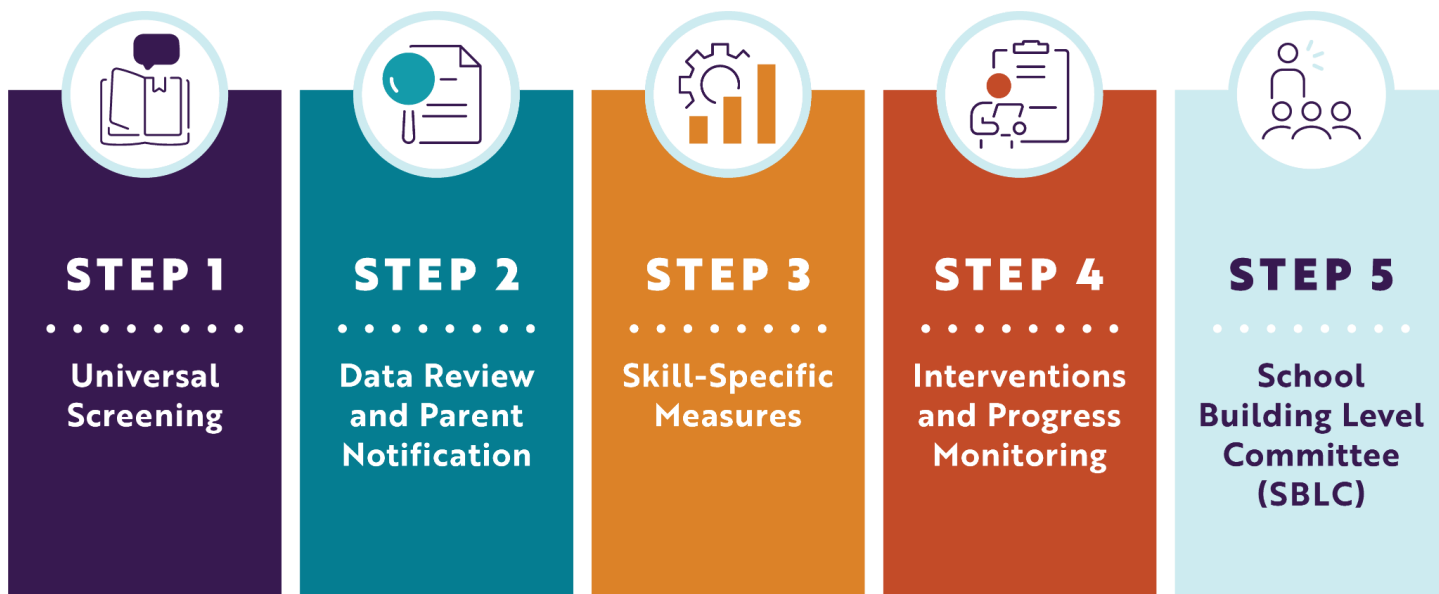 STEP 1
Universal
Screening
STEP 2
Data Review
and Parent
Notification
STEP 3
Skill-Specific
Measures
STEP 4
Interventions
and Progress
Monitoring
STEP 5
School
Building Level
Committee
(SBLC)